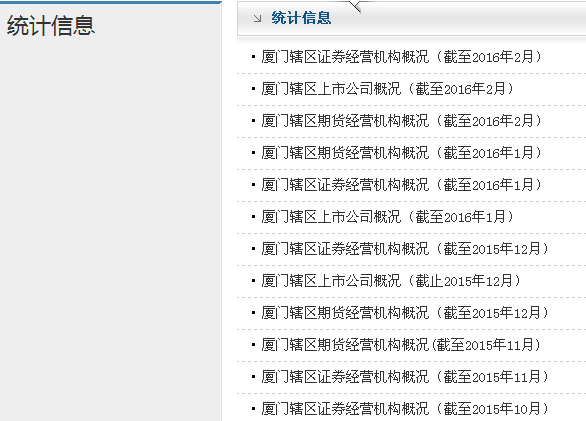 统计信息
统计信息
厦门辖区证券经营机构概况（截至2016年2月）
厦门辖区上市公司概况（截至2016年2月）
厦门辖区期货经营机构概况（截至2016年2月）
厦门辖区期货经营机构概况（截至2016年1月）
厦门辖区证券经营机构概况（截至2016年1月）
厦门辖区上市公司概况（截至2016年1月）
厦门辖区证券经营机构概况（截至2015年12月）
厦门辖区上市公司概况（截止2015年12月）
厦门辖区期货经营机构概况（截至2015年12月）
厦门辖区期货经营机构概况(截至2015年11月）
厦门辖区证券经营机构概况（截至2015年11月）
厦门辖区证券经营机构概况（截至2015年10月）